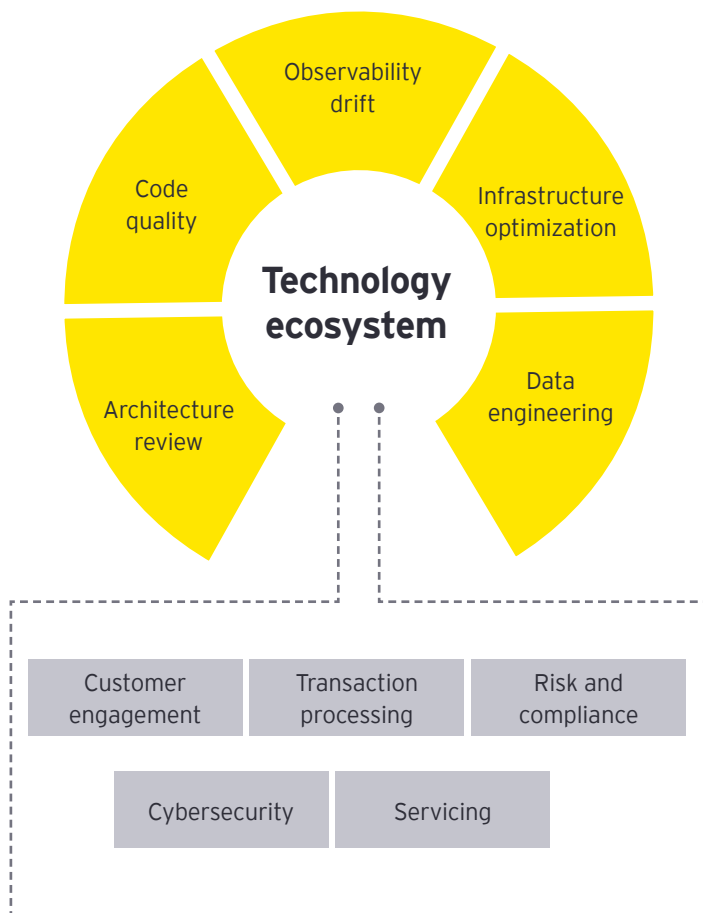 Observability
drift
Code
quality
Infrastructure
optimization
Technology
ecosystem
Architecture
review
Data
engineering
Customer
engagement
Transaction
processing
Risk and
compliance
Cybersecurity
Servicing